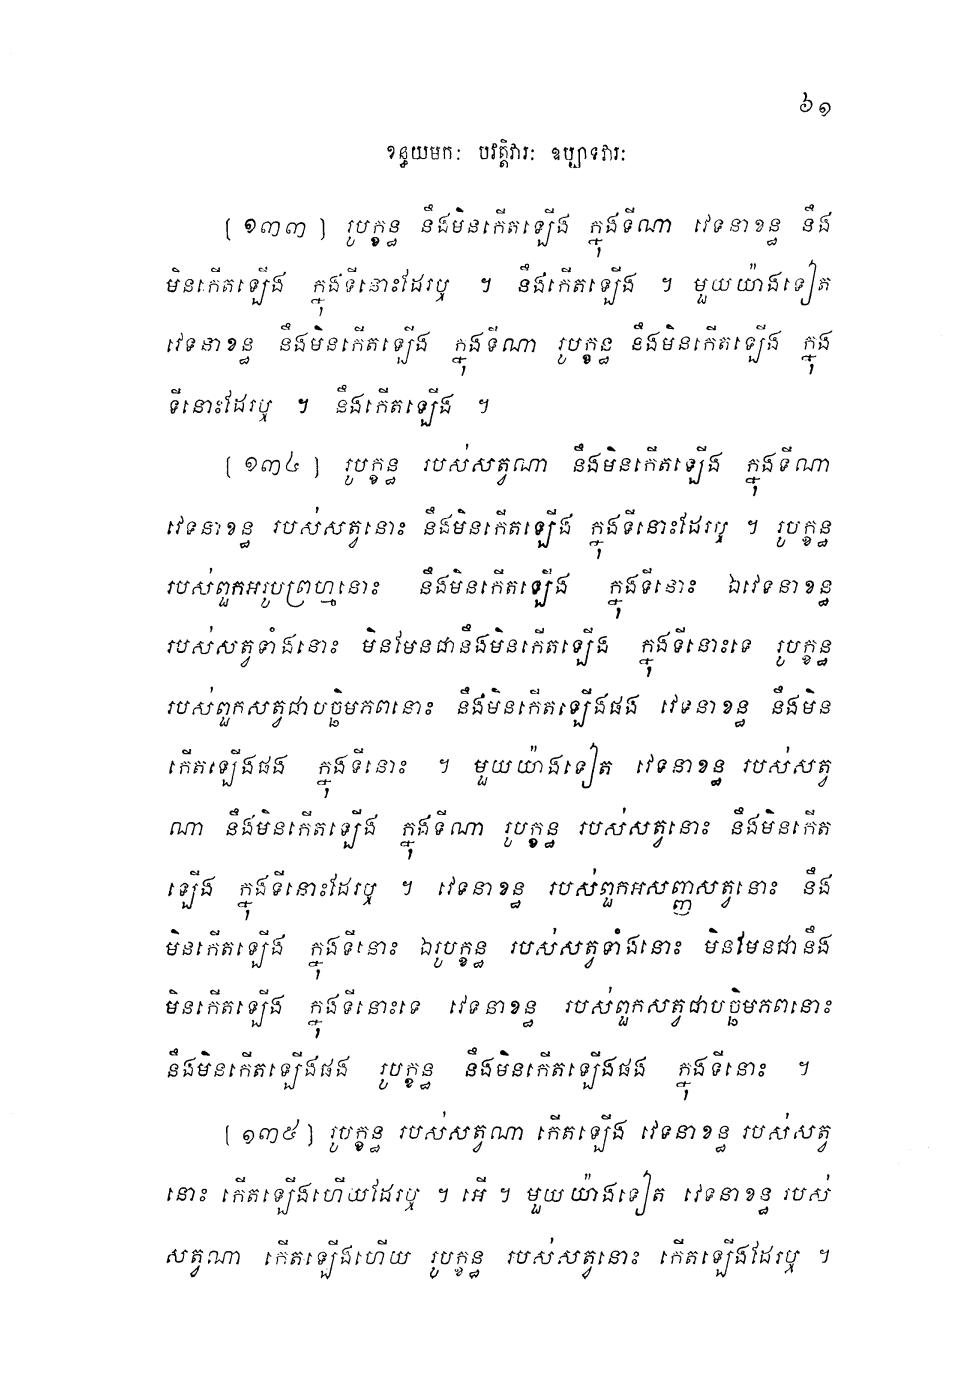 ៦១
ខន្ធយមកៈ បវត្តិវារៈ ឧប្បាទវារៈ
[១៣៣] រូបក្ខន្ធ នឹងមិនកើតឡើង ក្នុងទីណា វេទនាខន្ធ នឹង
មិនកើតឡើង ក្នុងទីនោះដែរឬ ។ នឹងកើតឡើង ។ មួយយ៉ាងទៀត
វេទនាខន្ធ នឹងមិនកើតឡើង ក្នុងទីណា រូបក្ខន្ធ នឹងមិនកើតឡើង ក្នុង
ទីនោះដែរឬ ។ នឹងកើតឡើង ។
[១៣៤] រូបក្ខន្ធ របស់សត្វណា នឹងមិនកើតឡើង ក្នុងទីណា
វេទនាខន្ធ របស់សត្វនោះ នឹងមិនកើតឡើង ក្នុងទីនោះដែរឬ ។ រូបក្ខន្ធ
របស់ពួកអរូបព្រហ្មនោះ នឹងមិនកើតឡើង ក្នុងទីនោះ ឯវេទនាខន្ធ
របស់សត្វទាំងនោះ មិនមែនជានឹងមិនកើតឡើង ក្នុងទីនោះទេ រូបក្ខន្ធ
របស់ពួកសត្វជាបច្ឆិមភពនោះ នឹងមិនកើតឡើងផង វេទនាខន្ធ នឹងមិន
កើតឡើងផង ក្នុងទីនោះ ។ មួយយ៉ាងទៀត វេទនាខន្ធ របស់សត្វ
ណា នឹងមិនកើតឡើង ក្នុងទីណា រូបក្ខន្ធ របស់សត្វនោះ នឹងមិនកើត
ឡើង ក្នុងទីនោះដែរឬ ។ វេទនាខន្ធ របស់ពួកអសញ្ញសត្វនោះ នឹង
មិនកើតឡើង ក្នុងទីនោះ ឯរូបក្ខន្ធ របស់សត្វទាំងនោះ មិនមែនជានឹង
មិនកើតឡើង ក្នុងទីនោះទេ វេទនាខន្ធ របស់ពួកសត្វជាបច្ឆិមភពនោះ
នឹងមិនកើតឡើងផង រូបក្ខន្ធ នឹងមិនកើតឡើងផង ក្នុងទីនោះ ។
[១៣៥] រូបក្ខន្ធ របស់សត្វណា កើតឡើង វេទនាខន្ធ របស់សត្វ
នោះ កើតឡើងហើយដែរឬ ។ អើ ។ មួយយ៉ាងទៀត វេទនាខន្ធ របស់
សត្វណា កើតឡើងហើយ រូបក្ខន្ធ របស់សត្វនោះ កើតឡើងដែរឬ ។